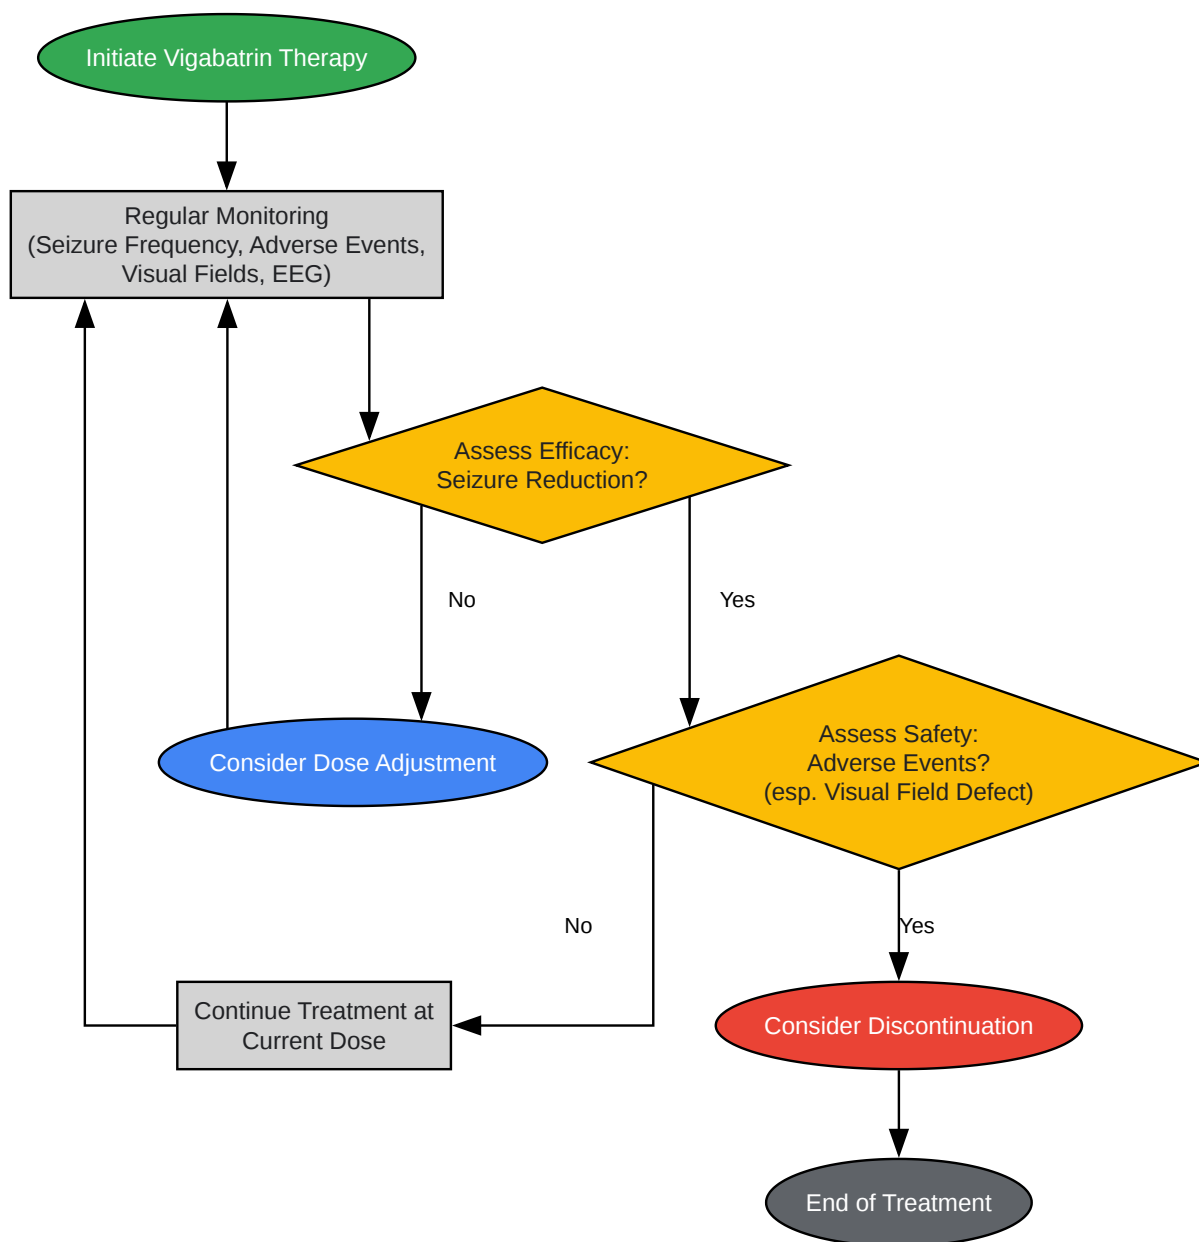 Initiate Vigabatrin Therapy
Regular Monitoring
(Seizure Frequency, Adverse Events,
Visual Fields, EEG)
Assess Efficacy:
Seizure Reduction?
No
Yes
Consider Dose Adjustment
Assess Safety:
Adverse Events?
(esp. Visual Field Defect)
No
Yes
Continue Treatment at
Current Dose
Consider Discontinuation
End of Treatment